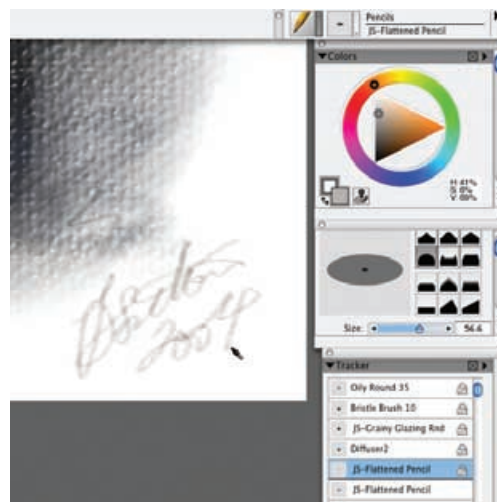 Pencils
JS-Flattened Pencil
Colors
H: 41%
S: 0%
V: 69%
2004
Size:
56.6
Tracker
Oily Round 35
Bristle Brush 10
JS-Grainy Glazing Rnd
Diffuser2
JS-Flattened Pencil
JS-Flattened Pencil